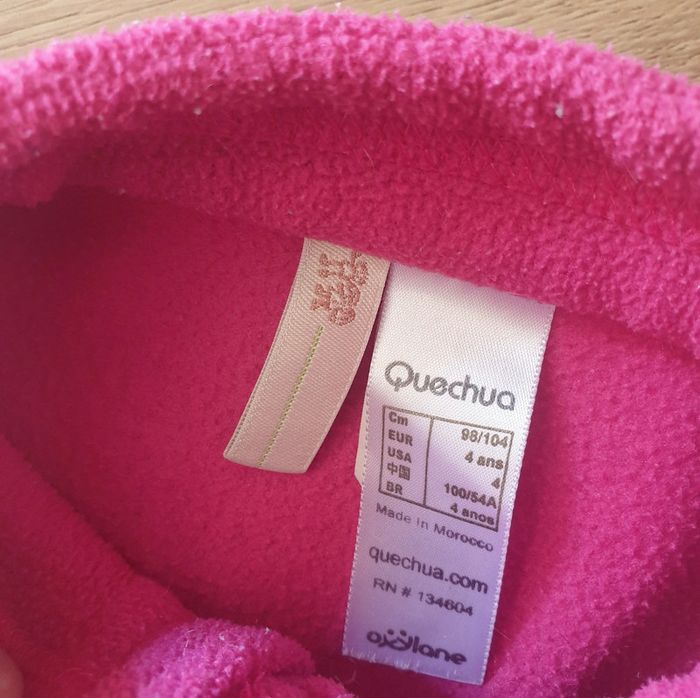 Quechua
Cm 98/104
EUR 4 ans
USA 4
中国 100/54A
BR 4 anos
Made in Morocco
quechua.com
RN # 134604
oxylane